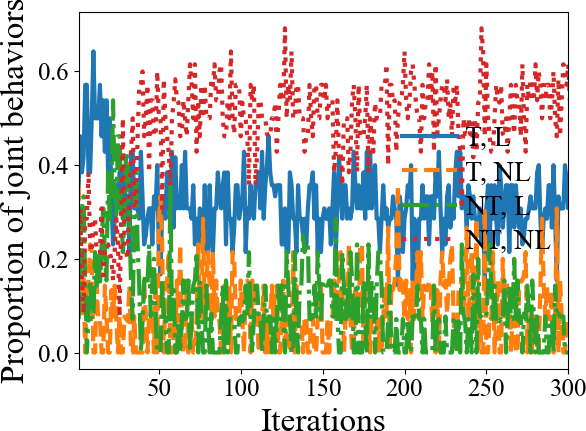 Proportion of joint behaviors
0.6
0.4
0.2
0.0
T, L
T, NL
NT, L
NT, NL
50 100 150 200 250 300
Iterations